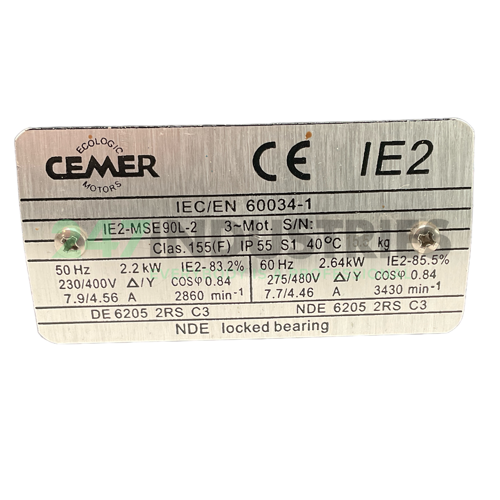 ECOLOGIC
CEMER
MOTORS
CE IE2
IEC/EN 60034-1
IE2-MSE90L-2 3~Mot. S/N:
Clas. 155(F) IP 55 S1 40°C kg
50 Hz 2.2 kW IE2- 83.2% 60 Hz 2.64kW IE2-85.5%
230/400V △/Y COSφ 0.84 275/480V △/Y COSφ 0.84
7.9/4.56 A 2860 min⁻¹ 7.7/4.46 A 3430 min⁻¹
DE 6205 2RS C3 NDE 6205 2RS C3
NDE locked bearing